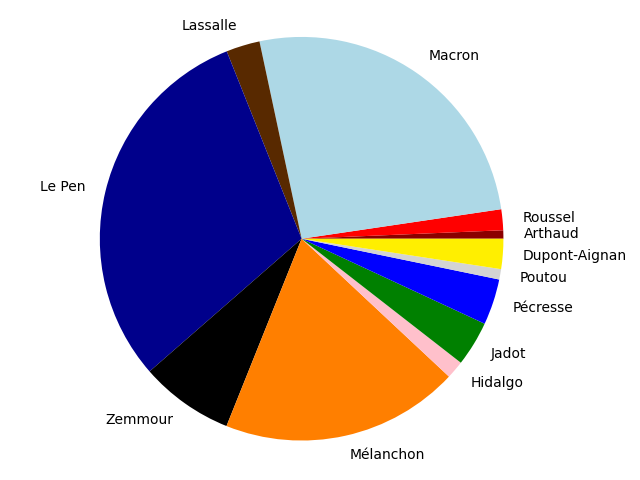 Lassalle
Macron
Le Pen
Roussel
Arthaud
Dupont-Aignan
Poutou
Pécresse
Jadot
Hidalgo
Zemmour
Mélanchon